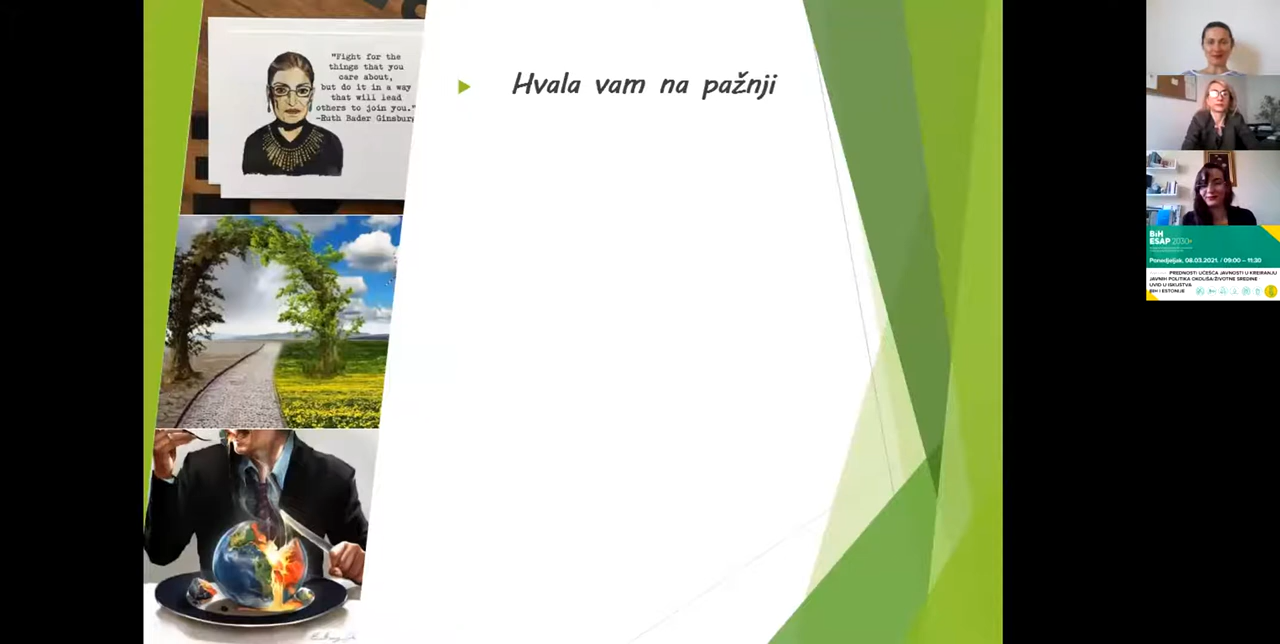 "Fight for the
things that you
care about,
but do it in a way
that will lead
others to join you."
-Ruth Bader Ginsburg
Hvala vam na pažnji
BiH
ESAP 2030+
Ponedjeljak, 08.03.2021. / 09:00 – 11:30
PREDNOSTI UČEŠĆA JAVNOSTI U KREIRANJU
JAVNIH POLITIKA OKOLIŠA/ŽIVOTNE SREDINE
UVID U ISKUSTVA
BIH I ESTONIJE